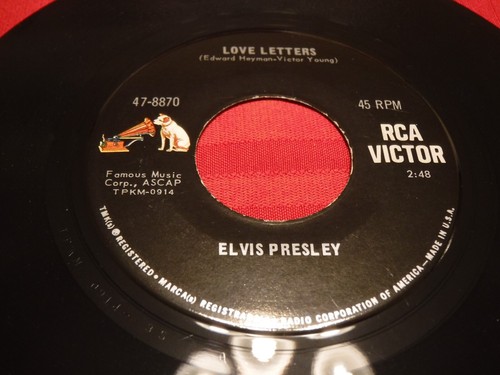 LOVE LETTERS
(Edward Heyman-Victor Young)
47-8870
45 RPM
RCA
VICTOR
2:48
Famous Music
Corp., ASCAP
TPKM-0914
ELVIS PRESLEY
TMK(s) ® REGISTERED • MARCA(s) REGISTRADA(S) RADIO CORPORATION OF AMERICA—MADE IN U.S.A.